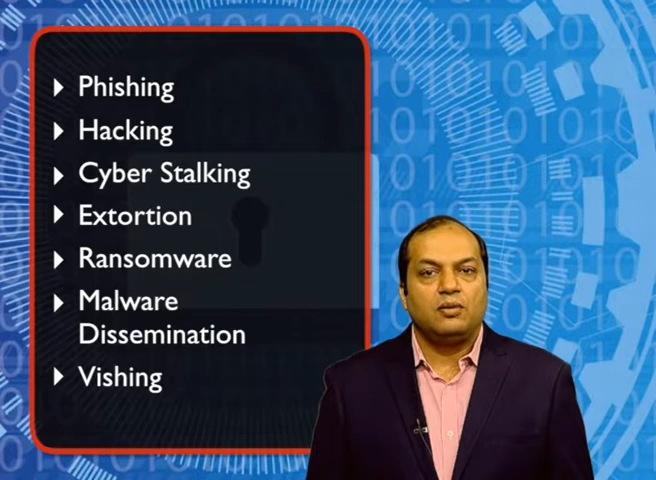 Phishing
Hacking
Cyber Stalking
Extortion
Ransomware
Malware
Dissemination
Vishing